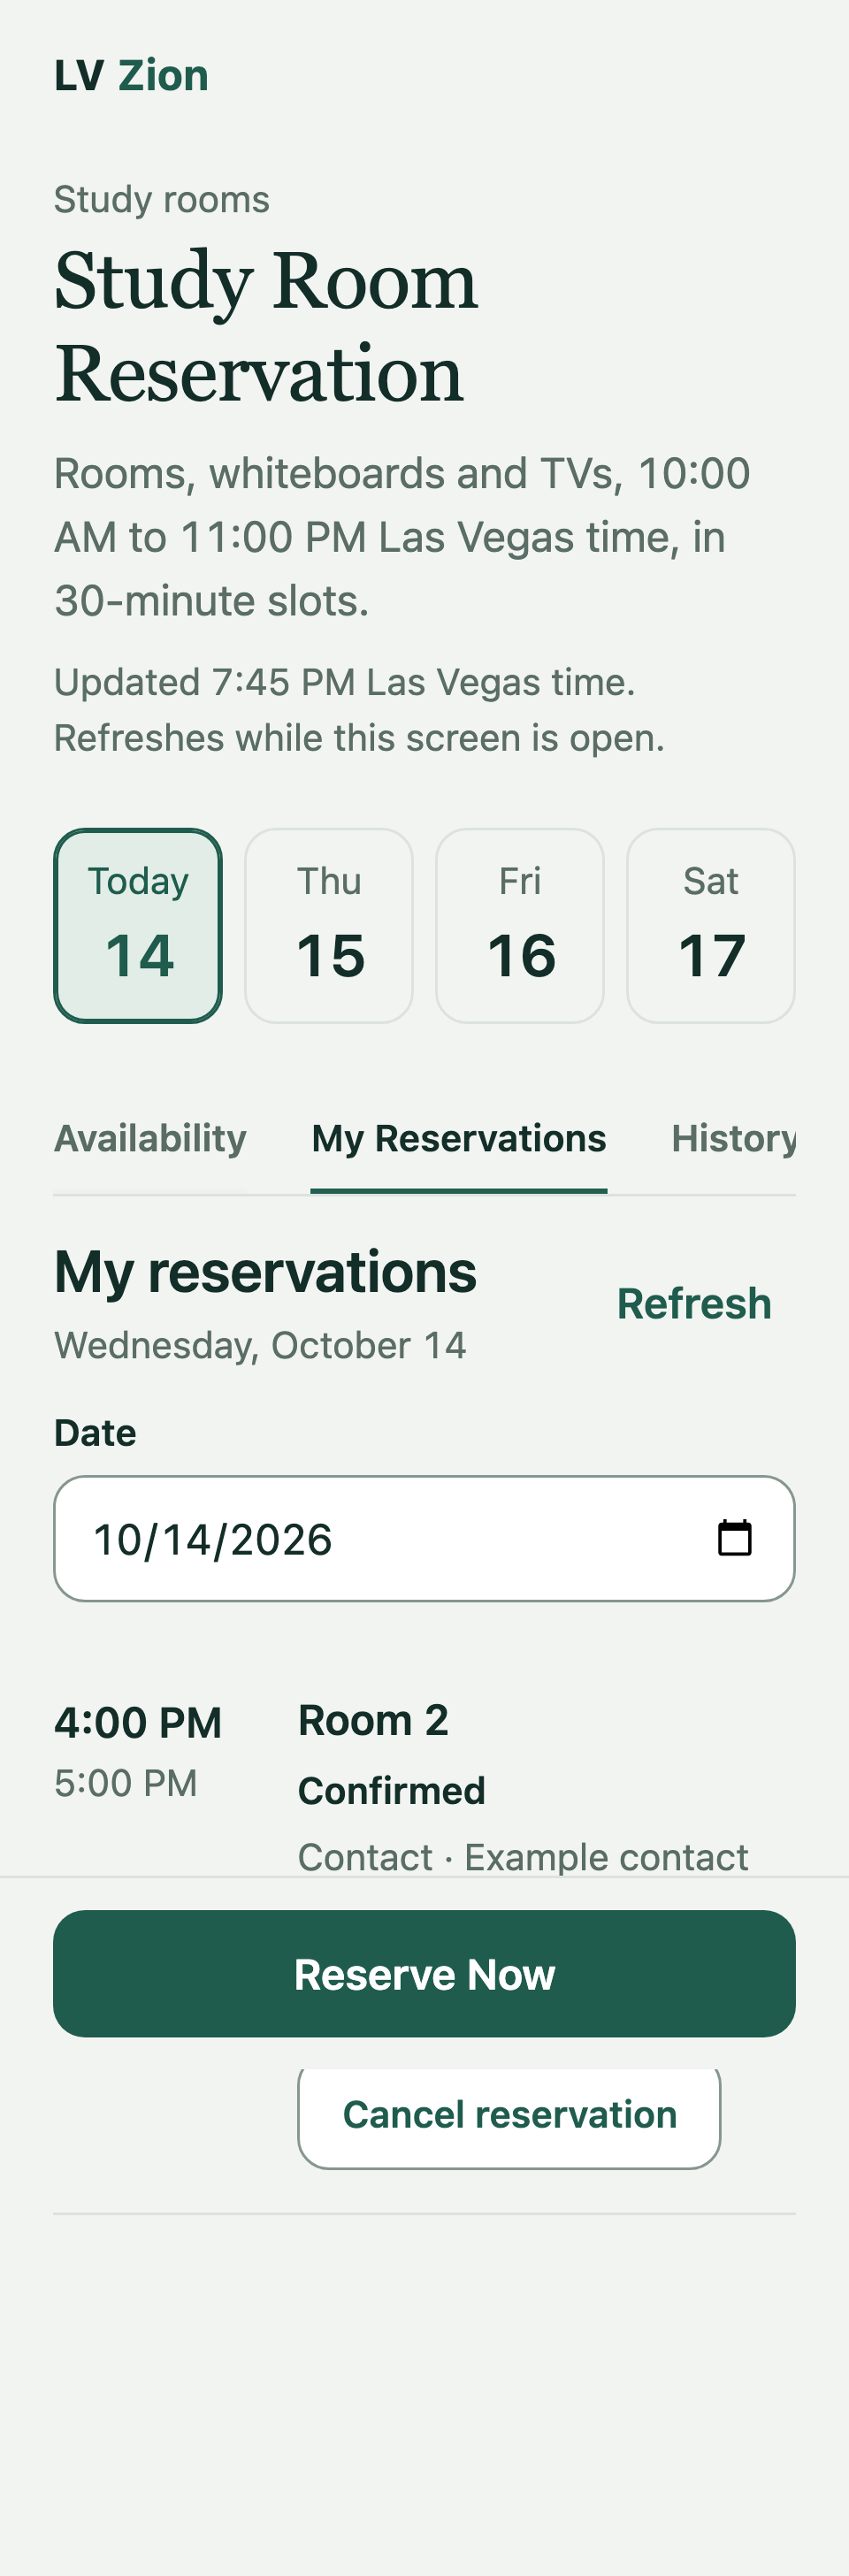 LV Zion
Study rooms
Study Room
Reservation
Rooms, whiteboards and TVs, 10:00
AM to 11:00 PM Las Vegas time, in
30-minute slots.
Updated 7:45 PM Las Vegas time.
Refreshes while this screen is open.
Today Thu Fri Sat
14 15 16 17
Availability My Reservations History
My reservations
Refresh
Wednesday, October 14
Date
10/14/2026
4:00 PM Room 2
5:00 PM Confirmed
Contact · Example contact
Reserve Now
Cancel reservation